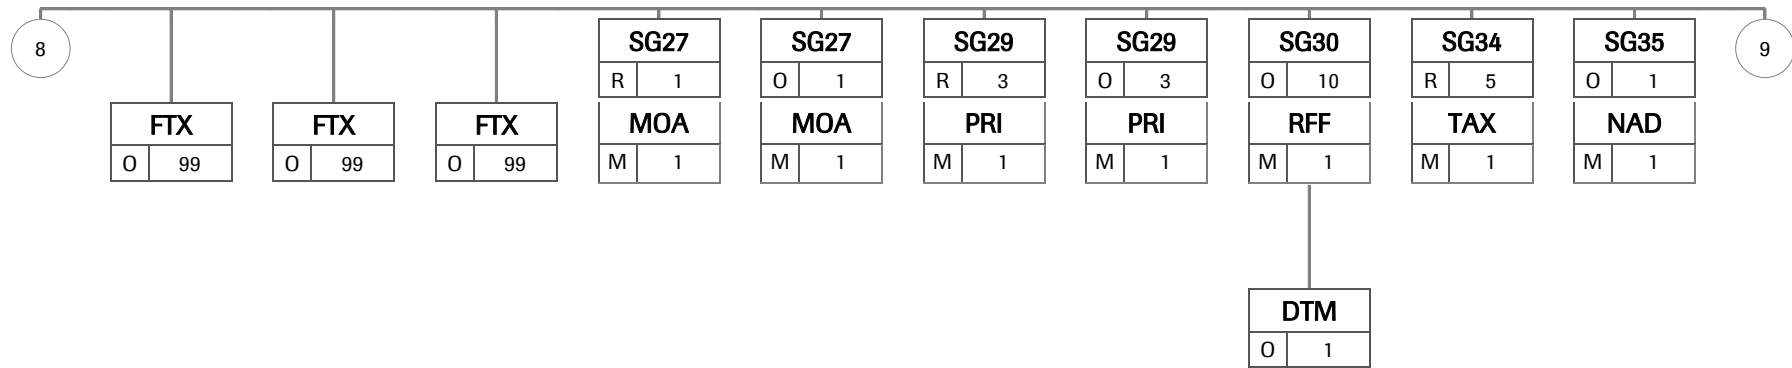 8
SG27 SG27 SG29 SG29 SG30 SG34 SG35
9
R 1 O 1 R 3 O 3 O 10 R 5 O 1
FTX FTX FTX MOA MOA PRI PRI RFF TAX NAD
O 99 O 99 O 99 M 1 M 1 M 1 M 1 M 1 M 1 M 1
DTM
O 1